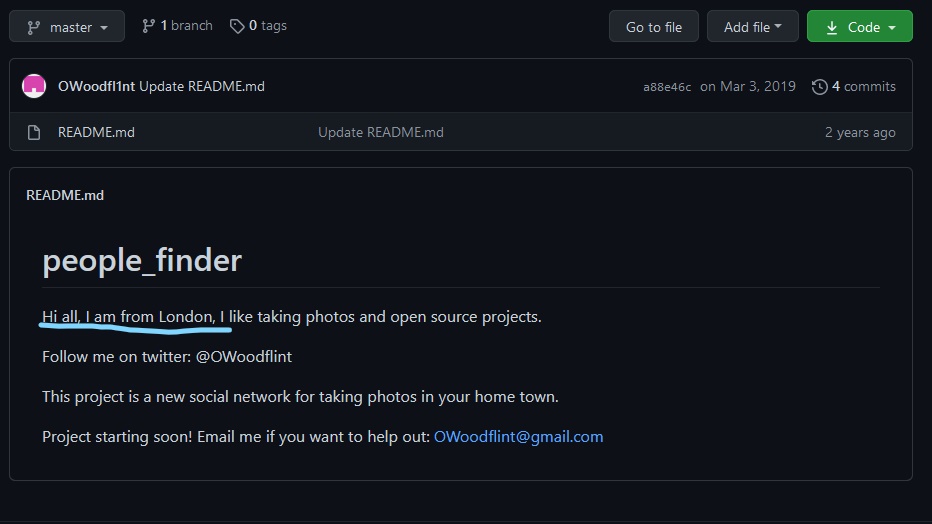 master 1 branch 0 tags Go to file Add file Code
OWoodfl1nt Update README.md a88e46c on Mar 3, 2019 4 commits
README.md Update README.md 2 years ago
README.md
people_finder
Hi all, I am from London, I like taking photos and open source projects.
Follow me on twitter: @OWoodflint
This project is a new social network for taking photos in your home town.
Project starting soon! Email me if you want to help out: OWoodflint@gmail.com